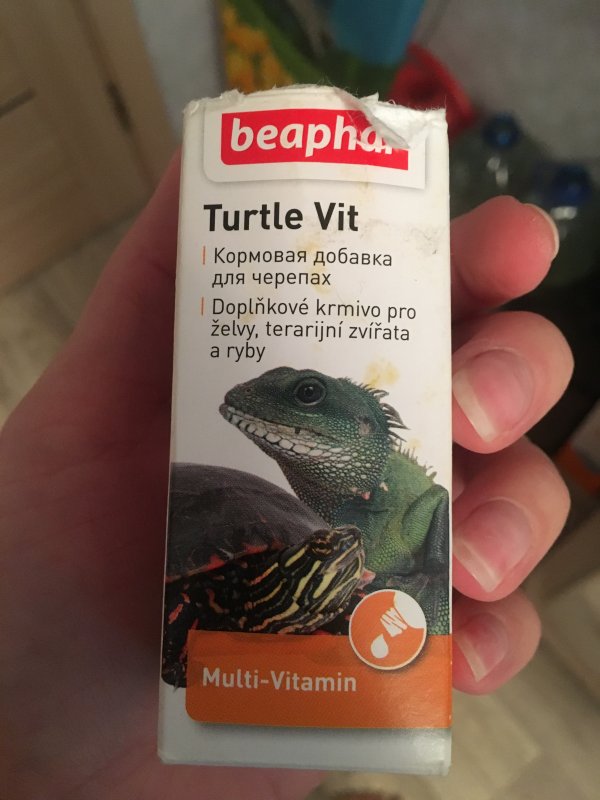 beaphar
Turtle Vit
Кормовая добавка
для черепах
Doplňkové krmivo pro
želvy, terarijní zvířata
a ryby
Multi-Vitamin